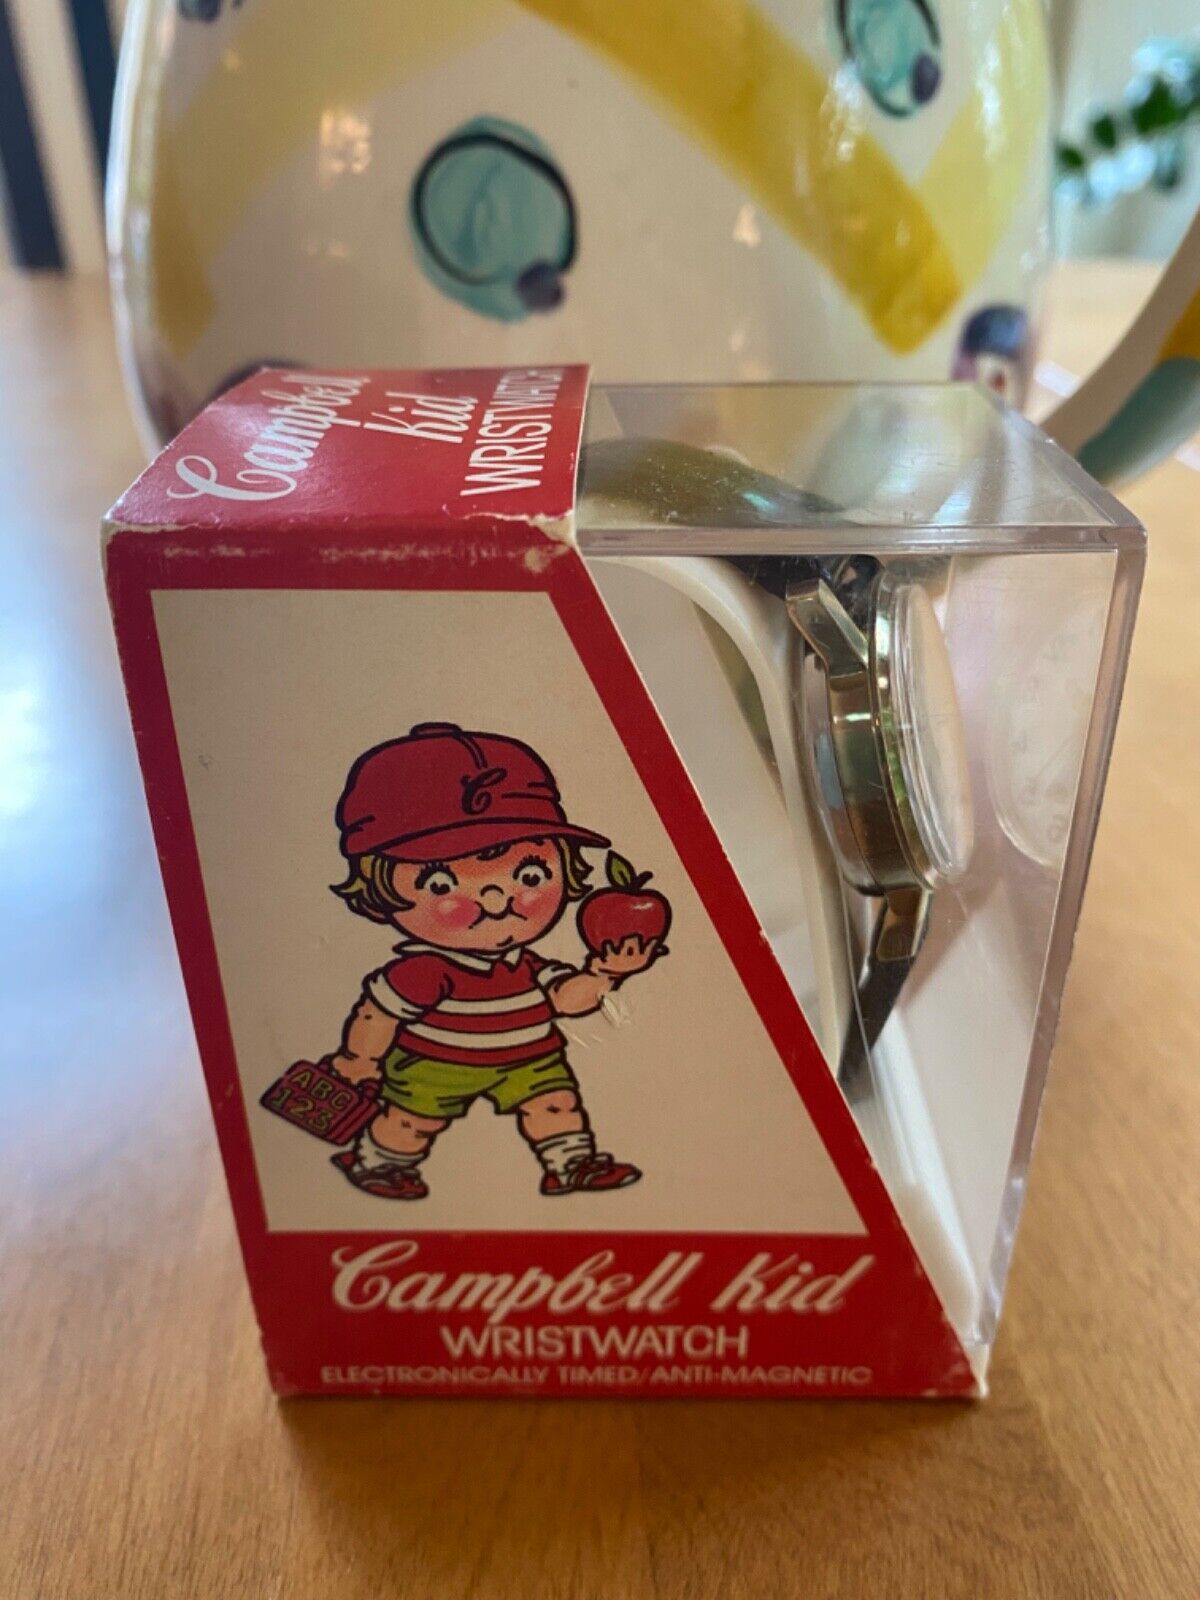 Campbell
Kid
WRISTWATCH
C
ABC
123
Campbell Kid
WRISTWATCH
ELECTRONICALLY TIMED/ANTI-MAGNETIC